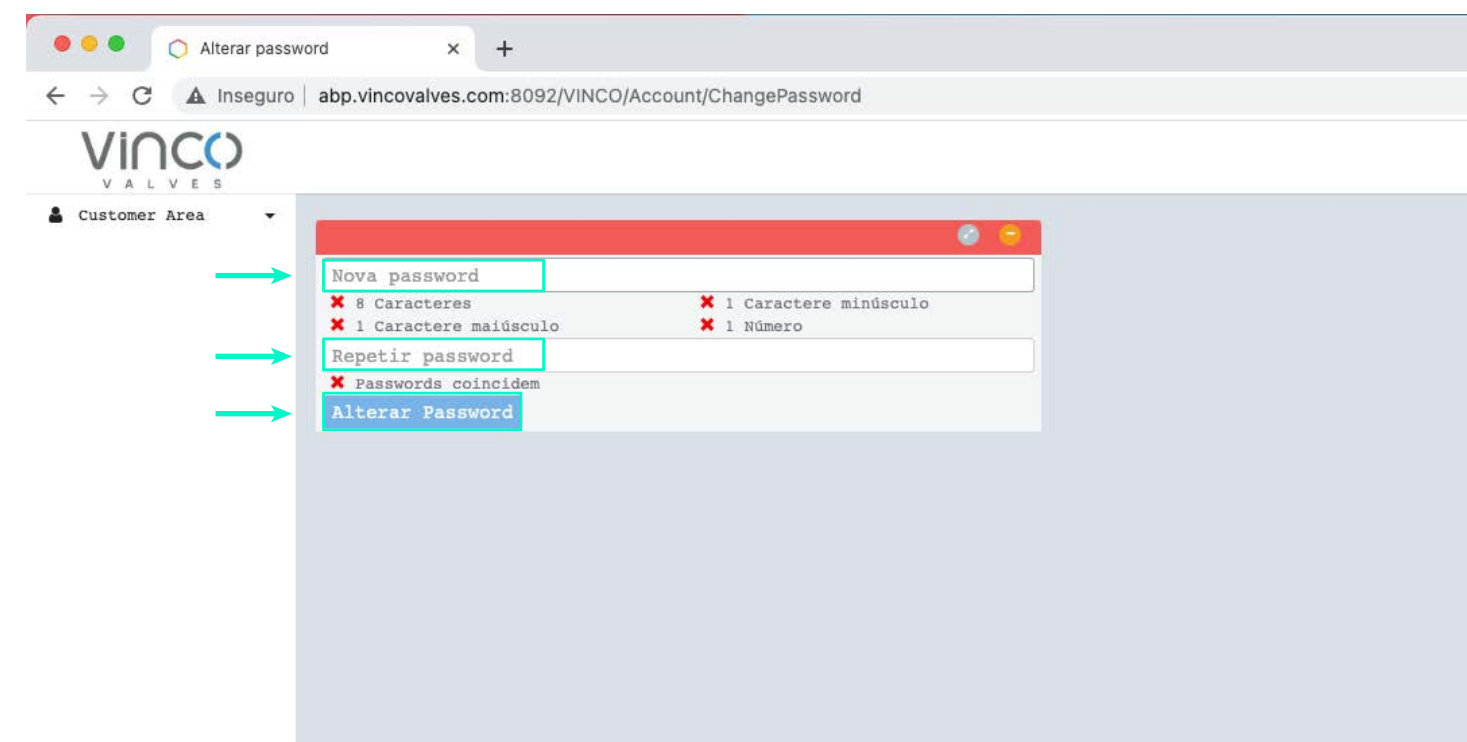 Alterar password
Inseguro abp.vincovalves.com:8092/VINCO/Account/ChangePassword
VINCO
VALVES
Customer Area
Nova password
8 Caracteres 1 Caractere minúsculo
1 Caractere maiúsculo 1 Número
Repetir password
Passwords coincidem
Alterar Password